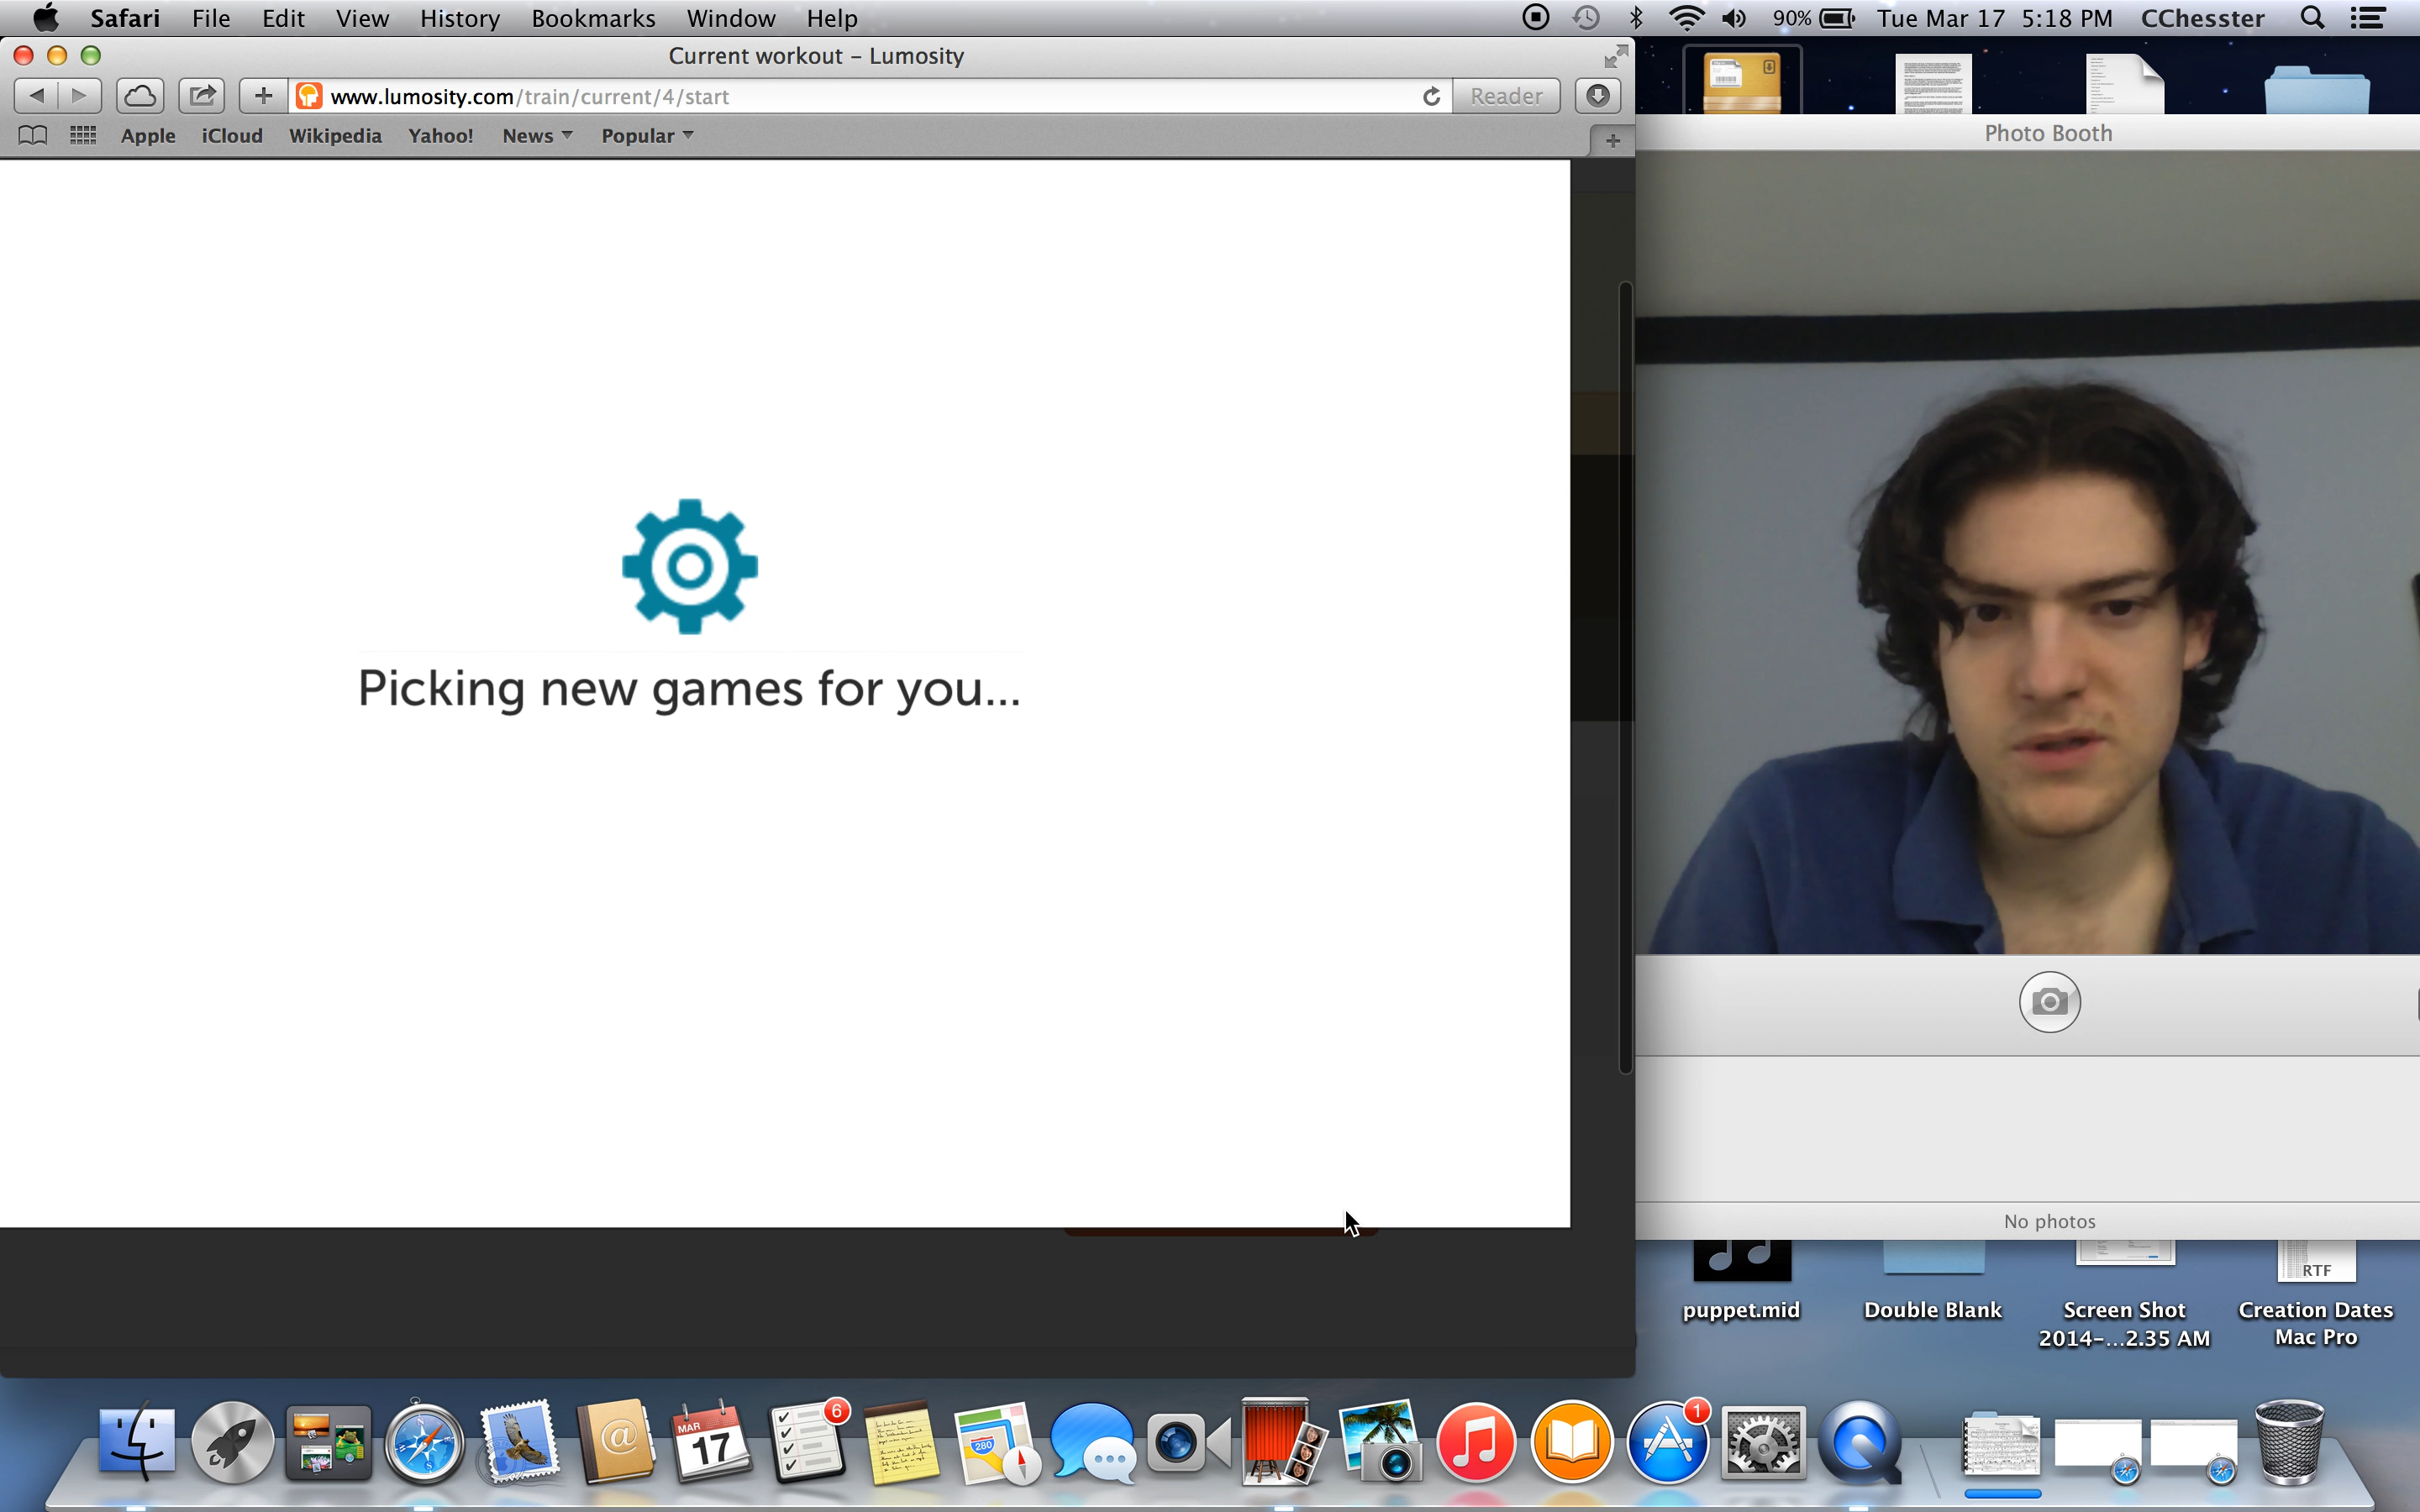 Safari File Edit View History Bookmarks Window Help 90% Tue Mar 17 5:18 PM CChesster
Current workout – Lumosity
www.lumosity.com/train/current/4/start Reader
Apple iCloud Wikipedia Yahoo! News Popular
Photo Booth
Picking new games for you...
No photos
RTF
puppet.mid Double Blank Screen Shot 2014-...2.35 AM Creation Dates Mac Pro
MAR
17
6
280
1